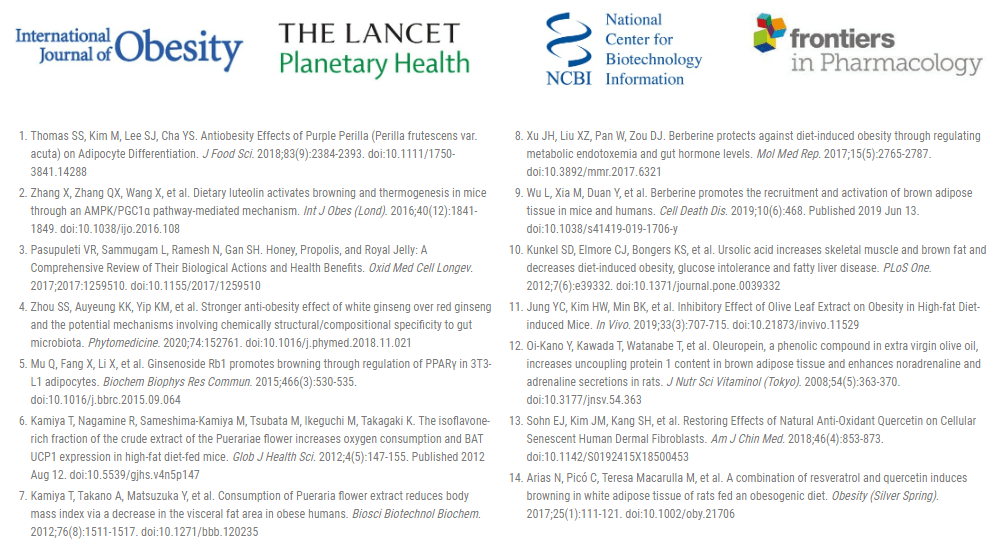 International
Journal of Obesity
THE LANCET
Planetary Health
NCBI
National
Center for
Biotechnology
Information
frontiers
in Pharmacology
1. Thomas SS, Kim M, Lee SJ, Cha YS. Antiobesity Effects of Purple Perilla (Perilla frutescens var.
acuta) on Adipocyte Differentiation. J Food Sci. 2018;83(9):2384-2393. doi:10.1111/1750-
3841.14288
2. Zhang X, Zhang QX, Wang X, et al. Dietary luteolin activates browning and thermogenesis in mice
through an AMPK/PGC1α pathway-mediated mechanism. Int J Obes (Lond). 2016;40(12):1841-
1849. doi:10.1038/ijo.2016.108
3. Pasupuleti VR, Sammugam L, Ramesh N, Gan SH. Honey, Propolis, and Royal Jelly: A
Comprehensive Review of Their Biological Actions and Health Benefits. Oxid Med Cell Longev.
2017;2017:1259510. doi:10.1155/2017/1259510
4. Zhou SS, Auyeung KK, Yip KM, et al. Stronger anti-obesity effect of white ginseng over red ginseng
and the potential mechanisms involving chemically structural/compositional specificity to gut
microbiota. Phytomedicine. 2020;74:152761. doi:10.1016/j.phymed.2018.11.021
5. Mu Q, Fang X, Li X, et al. Ginsenoside Rb1 promotes browning through regulation of PPARγ in 3T3-
L1 adipocytes. Biochem Biophys Res Commun. 2015;466(3):530-535.
doi:10.1016/j.bbrc.2015.09.064
6. Kamiya T, Nagamine R, Sameshima-Kamiya M, Tsubata M, Ikeguchi M, Takagaki K. The isoflavone-
rich fraction of the crude extract of the Puerariae flower increases oxygen consumption and BAT
UCP1 expression in high-fat diet-fed mice. Glob J Health Sci. 2012;4(5):147-155. Published 2012
Aug 12. doi:10.5539/gjhs.v4n5p147
7. Kamiya T, Takano A, Matsuzuka Y, et al. Consumption of Pueraria flower extract reduces body
mass index via a decrease in the visceral fat area in obese humans. Biosci Biotechnol Biochem.
2012;76(8):1511-1517. doi:10.1271/bbb.120235
8. Xu JH, Liu XZ, Pan W, Zou DJ. Berberine protects against diet-induced obesity through regulating
metabolic endotoxemia and gut hormone levels. Mol Med Rep. 2017;15(5):2765-2787.
doi:10.3892/mmr.2017.6321
9. Wu L, Xia M, Duan Y, et al. Berberine promotes the recruitment and activation of brown adipose
tissue in mice and humans. Cell Death Dis. 2019;10(6):468. Published 2019 Jun 13.
doi:10.1038/s41419-019-1706-y
10. Kunkel SD, Elmore CJ, Bongers KS, et al. Ursolic acid increases skeletal muscle and brown fat and
decreases diet-induced obesity, glucose intolerance and fatty liver disease. PLoS One.
2012;7(6):e39332. doi:10.1371/journal.pone.0039332
11. Jung YC, Kim HW, Min BK, et al. Inhibitory Effect of Olive Leaf Extract on Obesity in High-fat Diet-
induced Mice. In Vivo. 2019;33(3):707-715. doi:10.21873/invivo.11529
12. Oi-Kano Y, Kawada T, Watanabe T, et al. Oleuropein, a phenolic compound in extra virgin olive oil,
increases uncoupling protein 1 content in brown adipose tissue and enhances noradrenaline and
adrenaline secretions in rats. J Nutr Sci Vitaminol (Tokyo). 2008;54(5):363-370.
doi:10.3177/jnsv.54.363
13. Sohn EJ, Kim JM, Kang SH, et al. Restoring Effects of Natural Anti-Oxidant Quercetin on Cellular
Senescent Human Dermal Fibroblasts. Am J Chin Med. 2018;46(4):853-873.
doi:10.1142/S0192415X18500453
14. Arias N, Picó C, Teresa Macarulla M, et al. A combination of resveratrol and quercetin induces
browning in white adipose tissue of rats fed an obesogenic diet. Obesity (Silver Spring).
2017;25(1):111-121. doi:10.1002/oby.21706